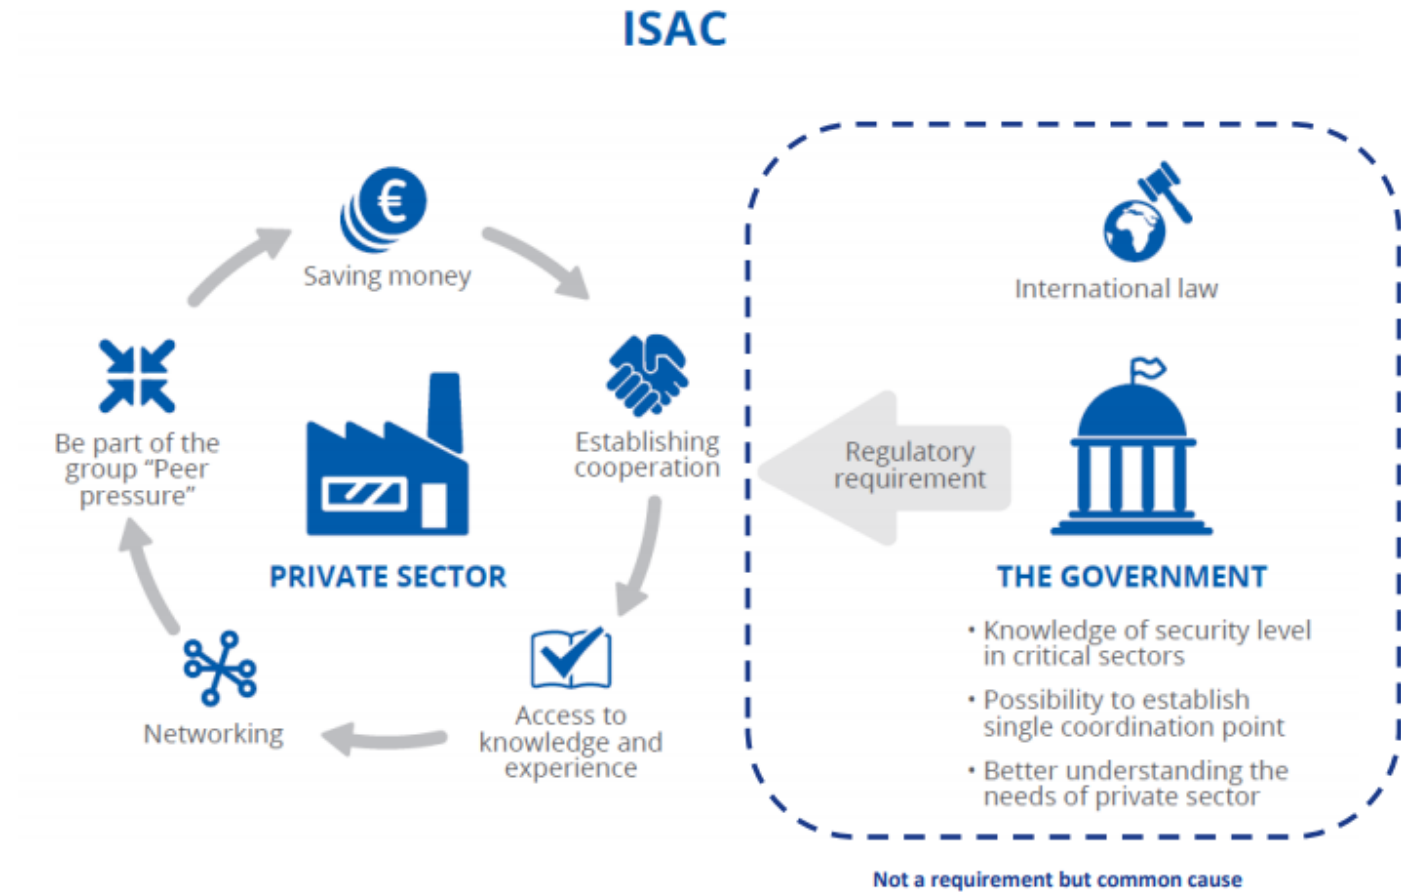 ISAC
€
Saving money
Establishing
cooperation
Access to
knowledge and
experience
Networking
Be part of the
group “Peer
pressure”
PRIVATE SECTOR
Regulatory
requirement
International law
THE GOVERNMENT
• Knowledge of security level
in critical sectors
• Possibility to establish
single coordination point
• Better understanding the
needs of private sector
Not a requirement but common cause